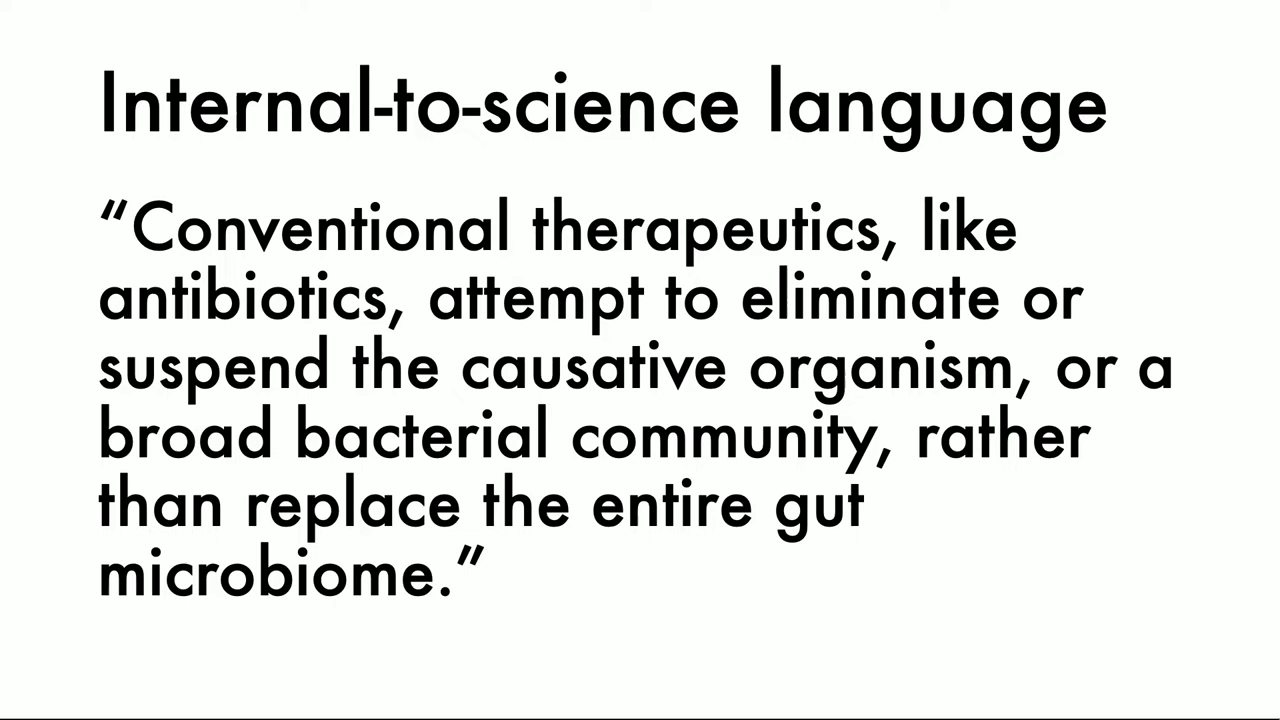 Internal-to-science language
“Conventional therapeutics, like
antibiotics, attempt to eliminate or
suspend the causative organism, or a
broad bacterial community, rather
than replace the entire gut
microbiome.”